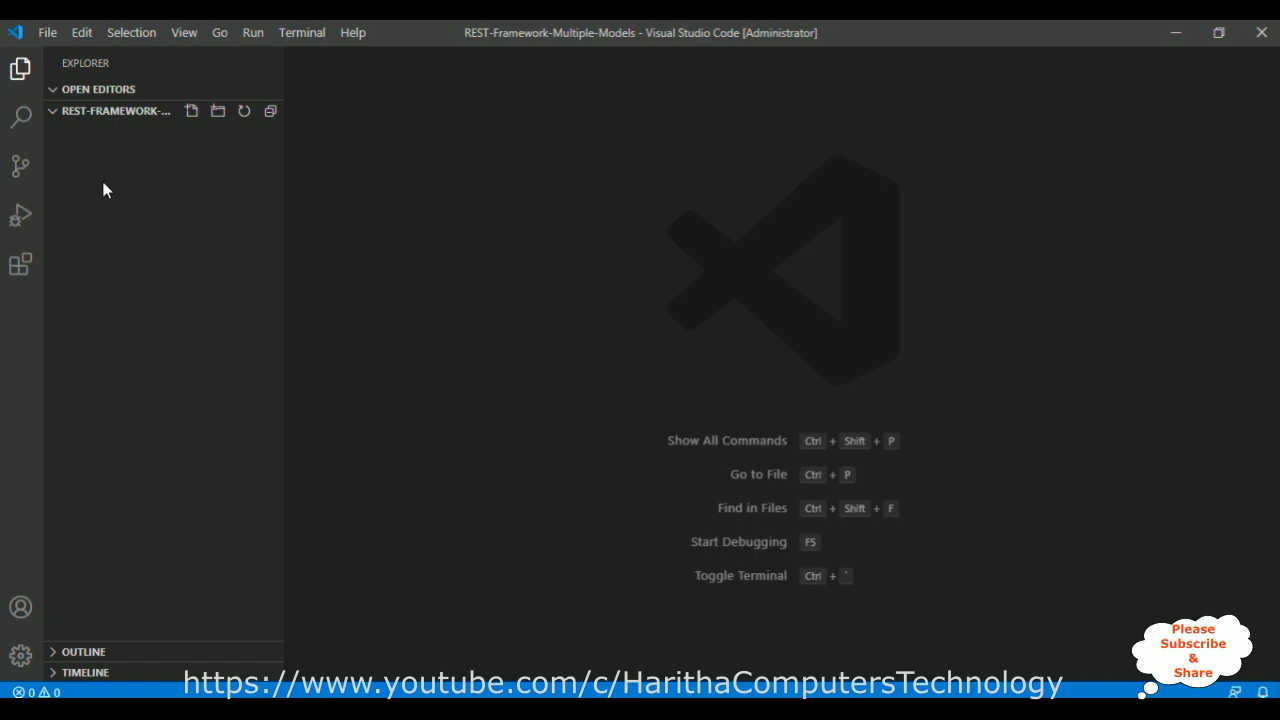 File Edit Selection View Go Run Terminal Help
REST-Framework-Multiple-Models - Visual Studio Code [Administrator]
EXPLORER
OPEN EDITORS
REST-FRAMEWORK-...
Show All Commands Ctrl + Shift + P
Go to File Ctrl + P
Find in Files Ctrl + Shift + F
Start Debugging F5
Toggle Terminal Ctrl + `
OUTLINE
TIMELINE
0 0
https://www.youtube.com/c/HarithaComputersTechnology
Please
Subscribe
&
Share